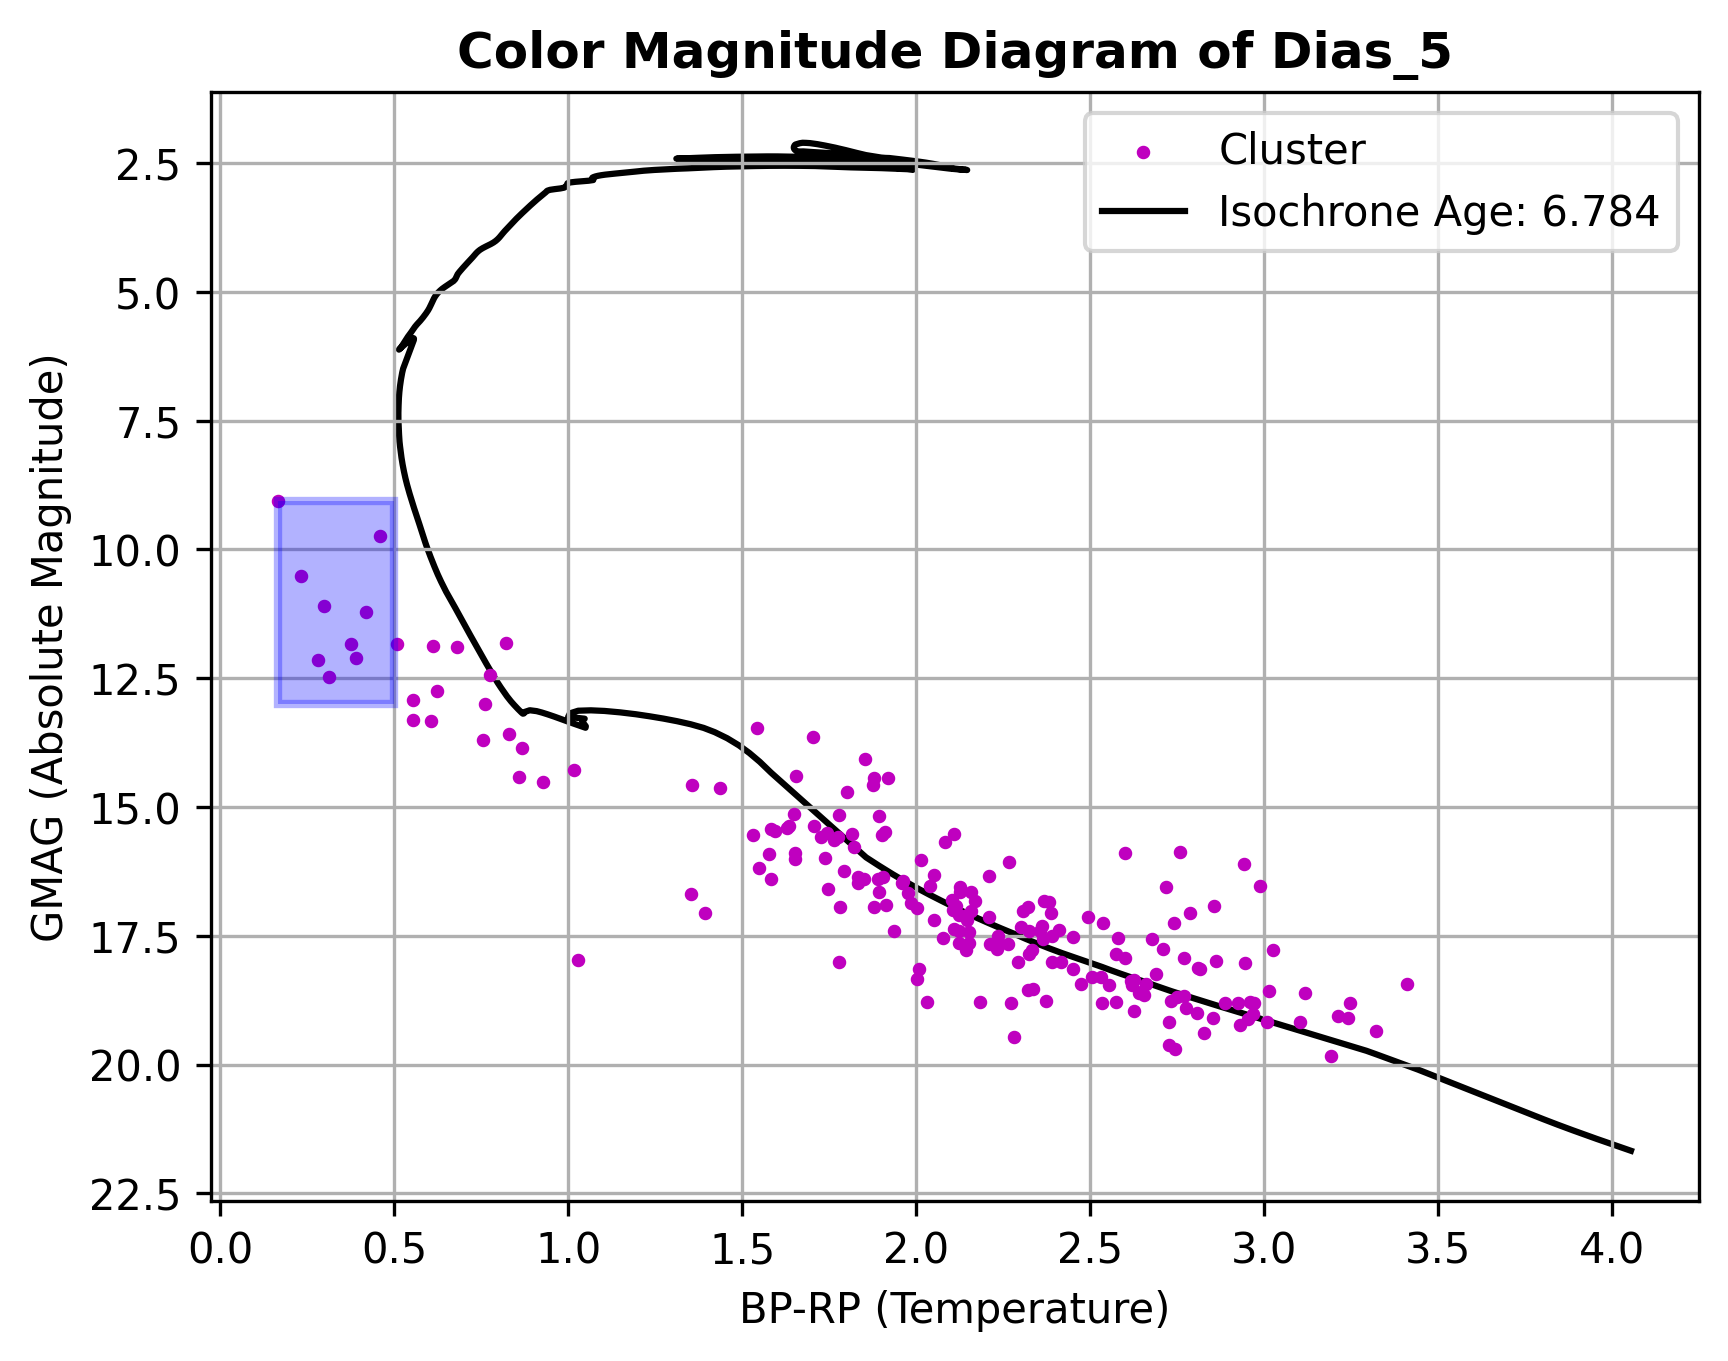 Color Magnitude Diagram of Dias_5
Cluster
Isochrone Age: 6.784
GMAG (Absolute Magnitude)
2.5
5.0
7.5
10.0
12.5
15.0
17.5
20.0
22.5
0.0 0.5 1.0 1.5 2.0 2.5 3.0 3.5 4.0
BP-RP (Temperature)